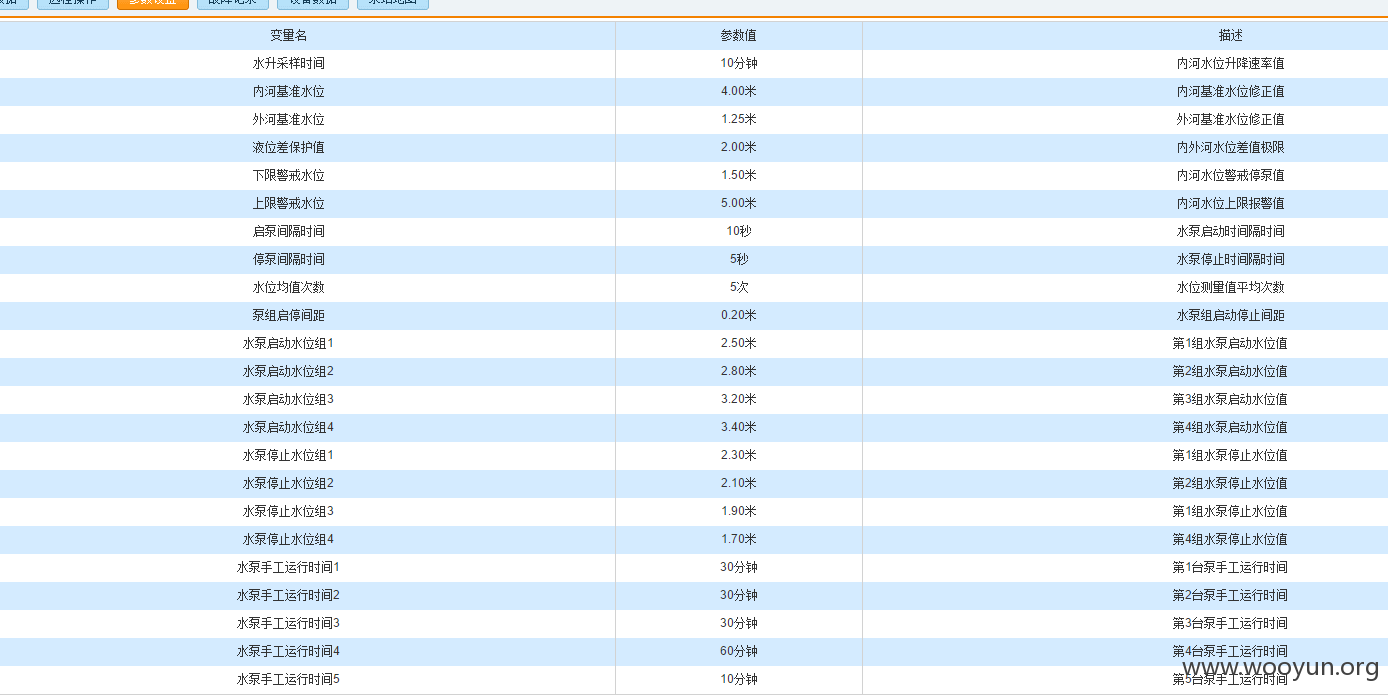 远程操作 参数设置 故障记录 设备数据 泵站地图
变量名 参数值 描述
水升采样时间 10分钟 内河水位升降速率值
内河基准水位 4.00米 内河基准水位修正值
外河基准水位 1.25米 外河基准水位修正值
液位差保护值 2.00米 内外河水位差值极限
下限警戒水位 1.50米 内河水位警戒停泵值
上限警戒水位 5.00米 内河水位上限报警值
启泵间隔时间 10秒 水泵启动时间隔时间
停泵间隔时间 5秒 水泵停止时间隔时间
水位均值次数 5次 水位测量值平均次数
泵组启停间距 0.20米 水泵组启动停止间距
水泵启动水位组1 2.50米 第1组水泵启动水位值
水泵启动水位组2 2.80米 第2组水泵启动水位值
水泵启动水位组3 3.20米 第3组水泵启动水位值
水泵启动水位组4 3.40米 第4组水泵启动水位值
水泵停止水位组1 2.30米 第1组水泵停止水位值
水泵停止水位组2 2.10米 第2组水泵停止水位值
水泵停止水位组3 1.90米 第1组水泵停止水位值
水泵停止水位组4 1.70米 第4组水泵停止水位值
水泵手工运行时间1 30分钟 第1台泵手工运行时间
水泵手工运行时间2 30分钟 第2台泵手工运行时间
水泵手工运行时间3 30分钟 第3台泵手工运行时间
水泵手工运行时间4 60分钟 第4台泵手工运行时间
水泵手工运行时间5 10分钟 第5台泵手工运行时间
www.wooyun.org